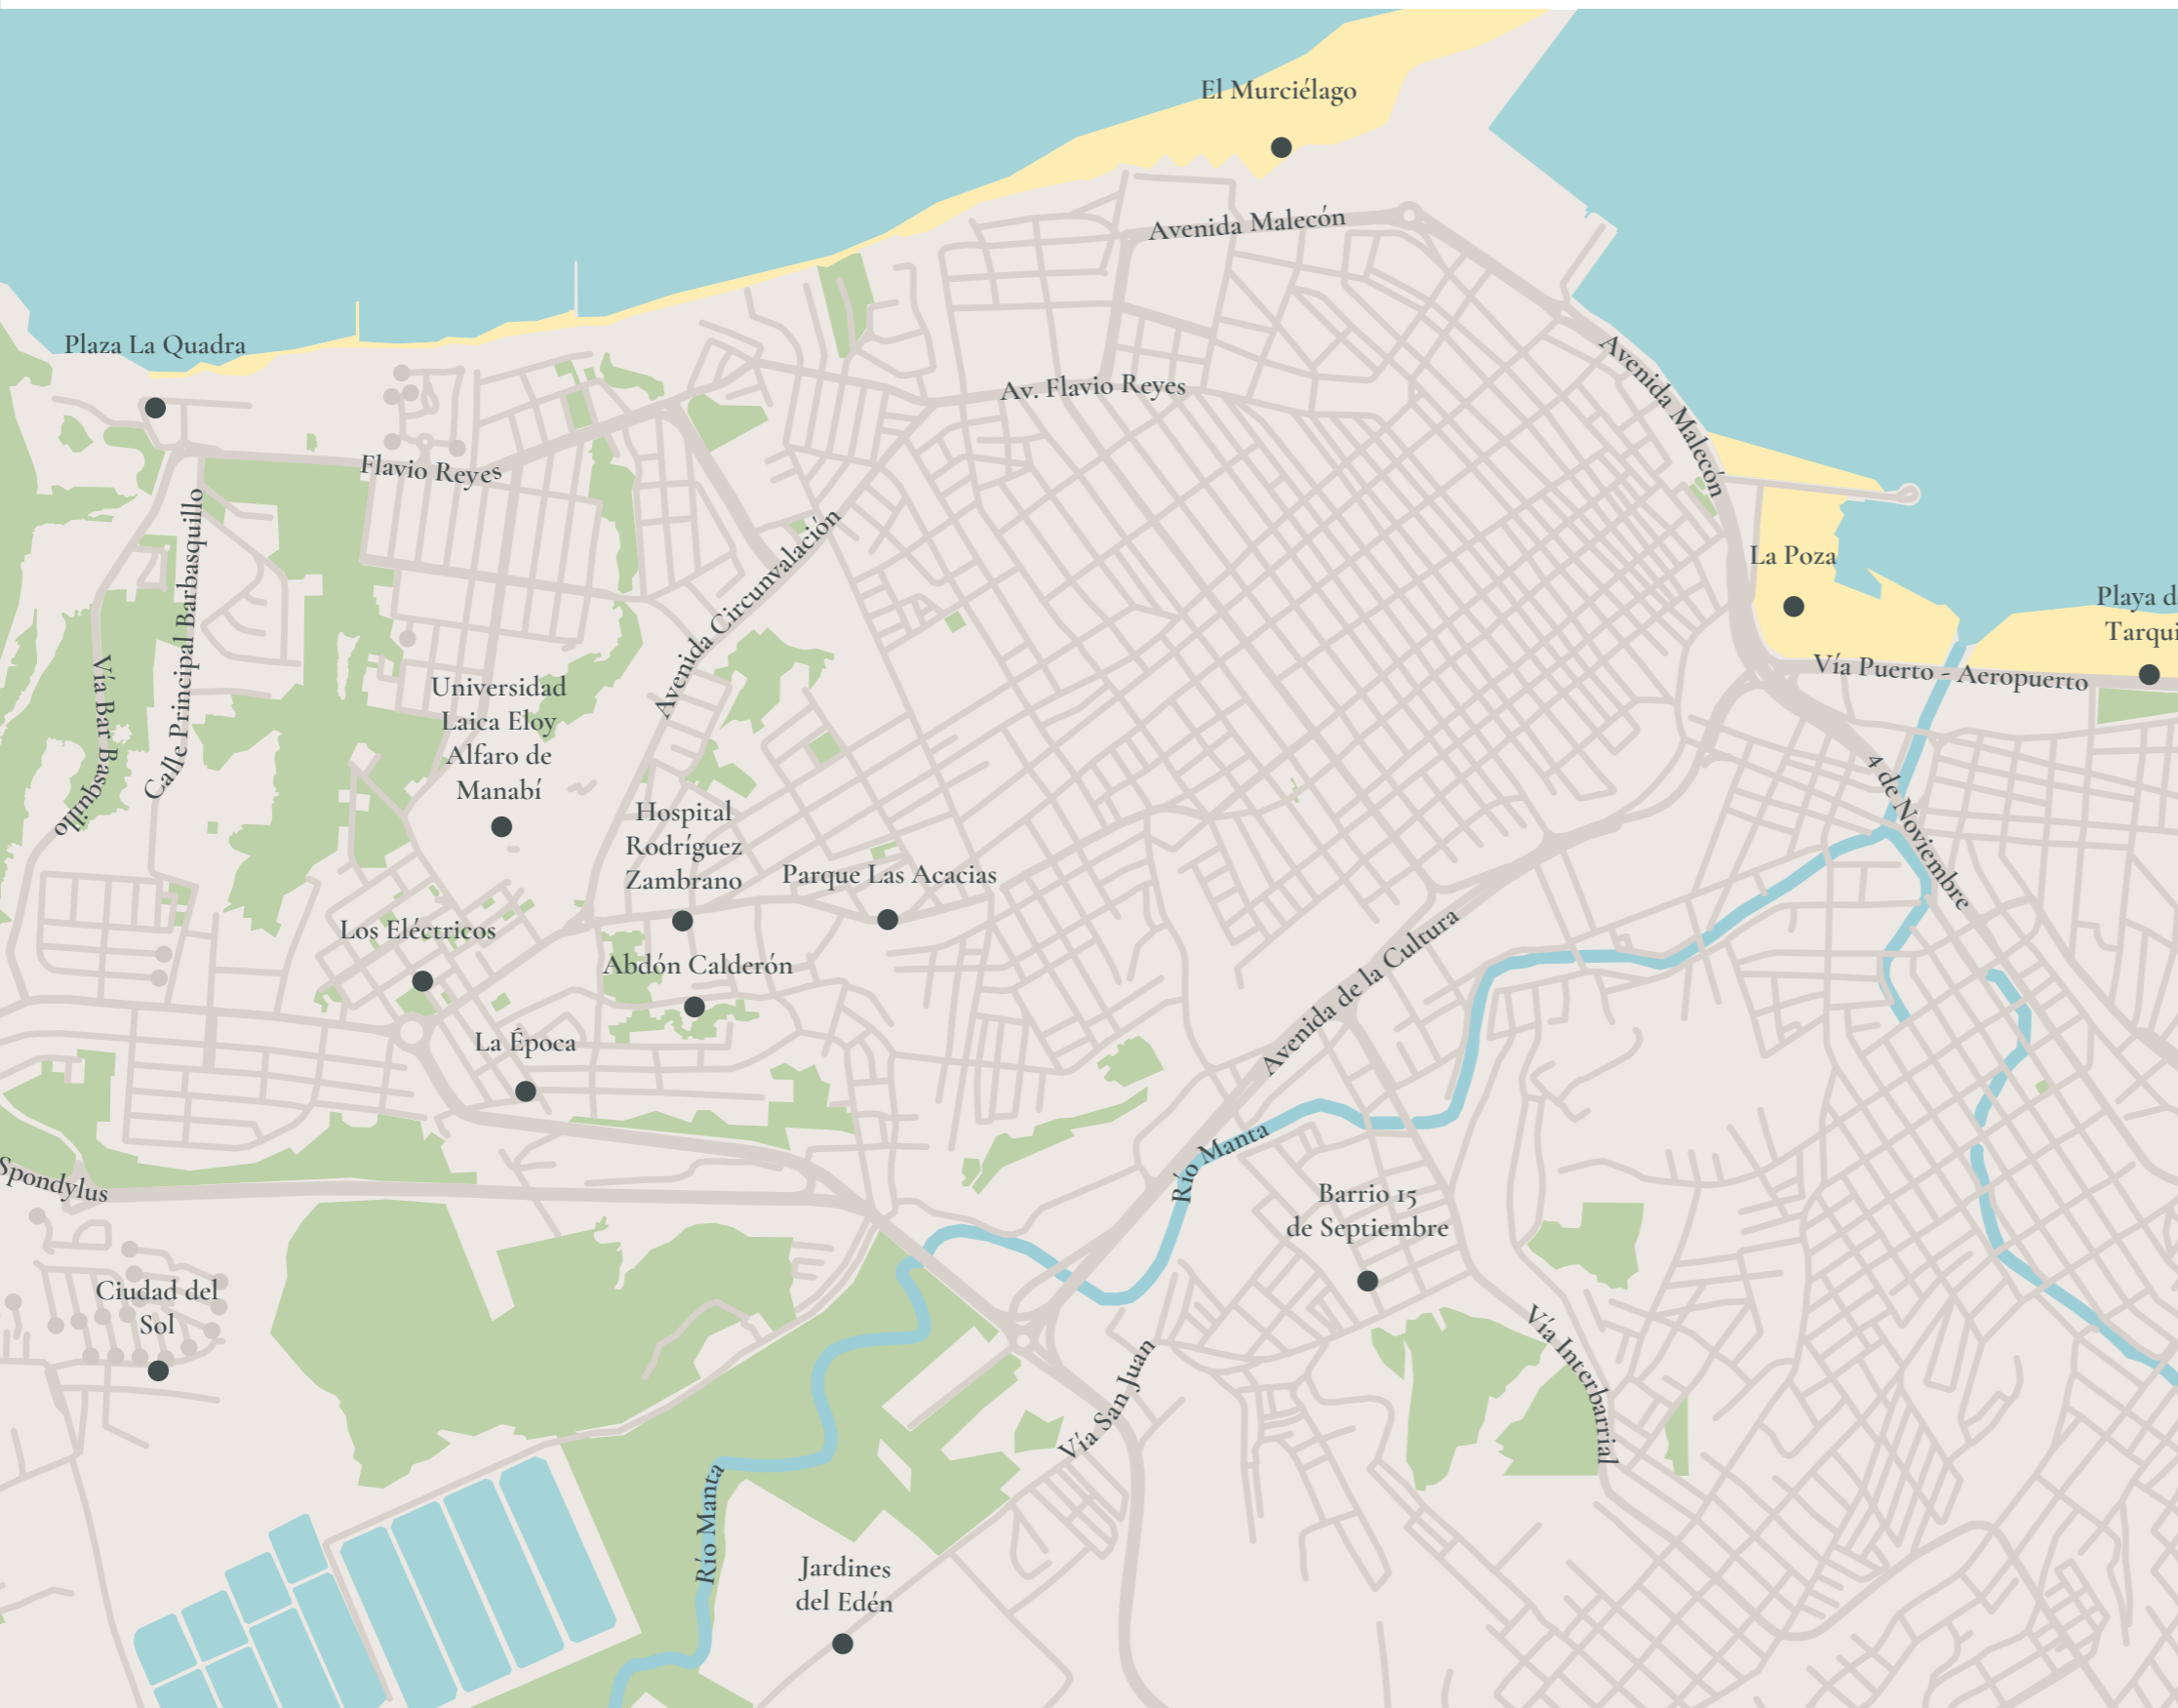 El Murciélago
Avenida Malecón
Plaza La Quadra
Av. Flavio Reyes
Avenida Malecón
Flavio Reyes
La Poza
Playa d
Tarqui
Avenida Circunvalación
Calle Principal Barbasquillo
Vía Bar Basquillo
Vía Puerto - Aeropuerto
Universidad
Laica Eloy
Alfaro de
Manabí
4 de Noviembre
Hospital
Rodríguez
Zambrano
Parque Las Acacias
Los Eléctricos
Abdón Calderón
Avenida de la Cultura
La Época
Río Manta
Spondylus
Barrio 15
de Septiembre
Ciudad del
Sol
Vía San Juan
Vía Interbarrial
Río Manta
Jardines
del Edén